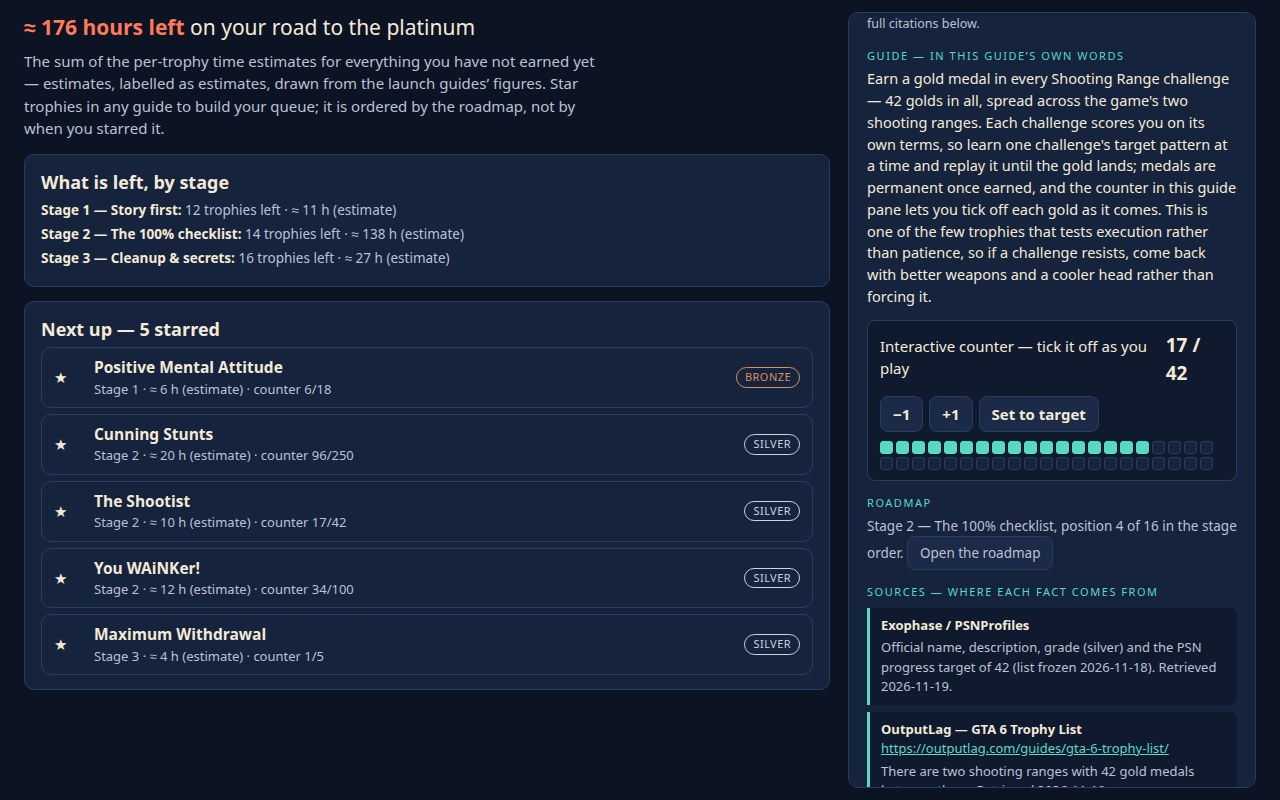 ≈ 176 hours left on your road to the platinum
The sum of the per-trophy time estimates for everything you have not earned yet
— estimates, labelled as estimates, drawn from the launch guides’ figures. Star
trophies in any guide to build your queue; it is ordered by the roadmap, not by
when you starred it.
What is left, by stage
Stage 1 — Story first: 12 trophies left · ≈ 11 h (estimate)
Stage 2 — The 100% checklist: 14 trophies left · ≈ 138 h (estimate)
Stage 3 — Cleanup & secrets: 16 trophies left · ≈ 27 h (estimate)
Next up — 5 starred
★ Positive Mental Attitude
Stage 1 · ≈ 6 h (estimate) · counter 6/18
BRONZE
★ Cunning Stunts
Stage 2 · ≈ 20 h (estimate) · counter 96/250
SILVER
★ The Shootist
Stage 2 · ≈ 10 h (estimate) · counter 17/42
SILVER
★ You WAiNKer!
Stage 2 · ≈ 12 h (estimate) · counter 34/100
SILVER
★ Maximum Withdrawal
Stage 3 · ≈ 4 h (estimate) · counter 1/5
SILVER
full citations below.
GUIDE — IN THIS GUIDE’S OWN WORDS
Earn a gold medal in every Shooting Range challenge
— 42 golds in all, spread across the game's two
shooting ranges. Each challenge scores you on its
own terms, so learn one challenge's target pattern at
a time and replay it until the gold lands; medals are
permanent once earned, and the counter in this guide
pane lets you tick off each gold as it comes. This is
one of the few trophies that tests execution rather
than patience, so if a challenge resists, come back
with better weapons and a cooler head rather than
forcing it.
Interactive counter — tick it off as you
play
17 /
42
−1 +1 Set to target
ROADMAP
Stage 2 — The 100% checklist, position 4 of 16 in the stage
order. Open the roadmap
SOURCES — WHERE EACH FACT COMES FROM
Exophase / PSNProfiles
Official name, description, grade (silver) and the PSN
progress target of 42 (list frozen 2026-11-18). Retrieved
2026-11-19.
OutputLag — GTA 6 Trophy List
https://outputlag.com/guides/gta-6-trophy-list/
There are two shooting ranges with 42 gold medals